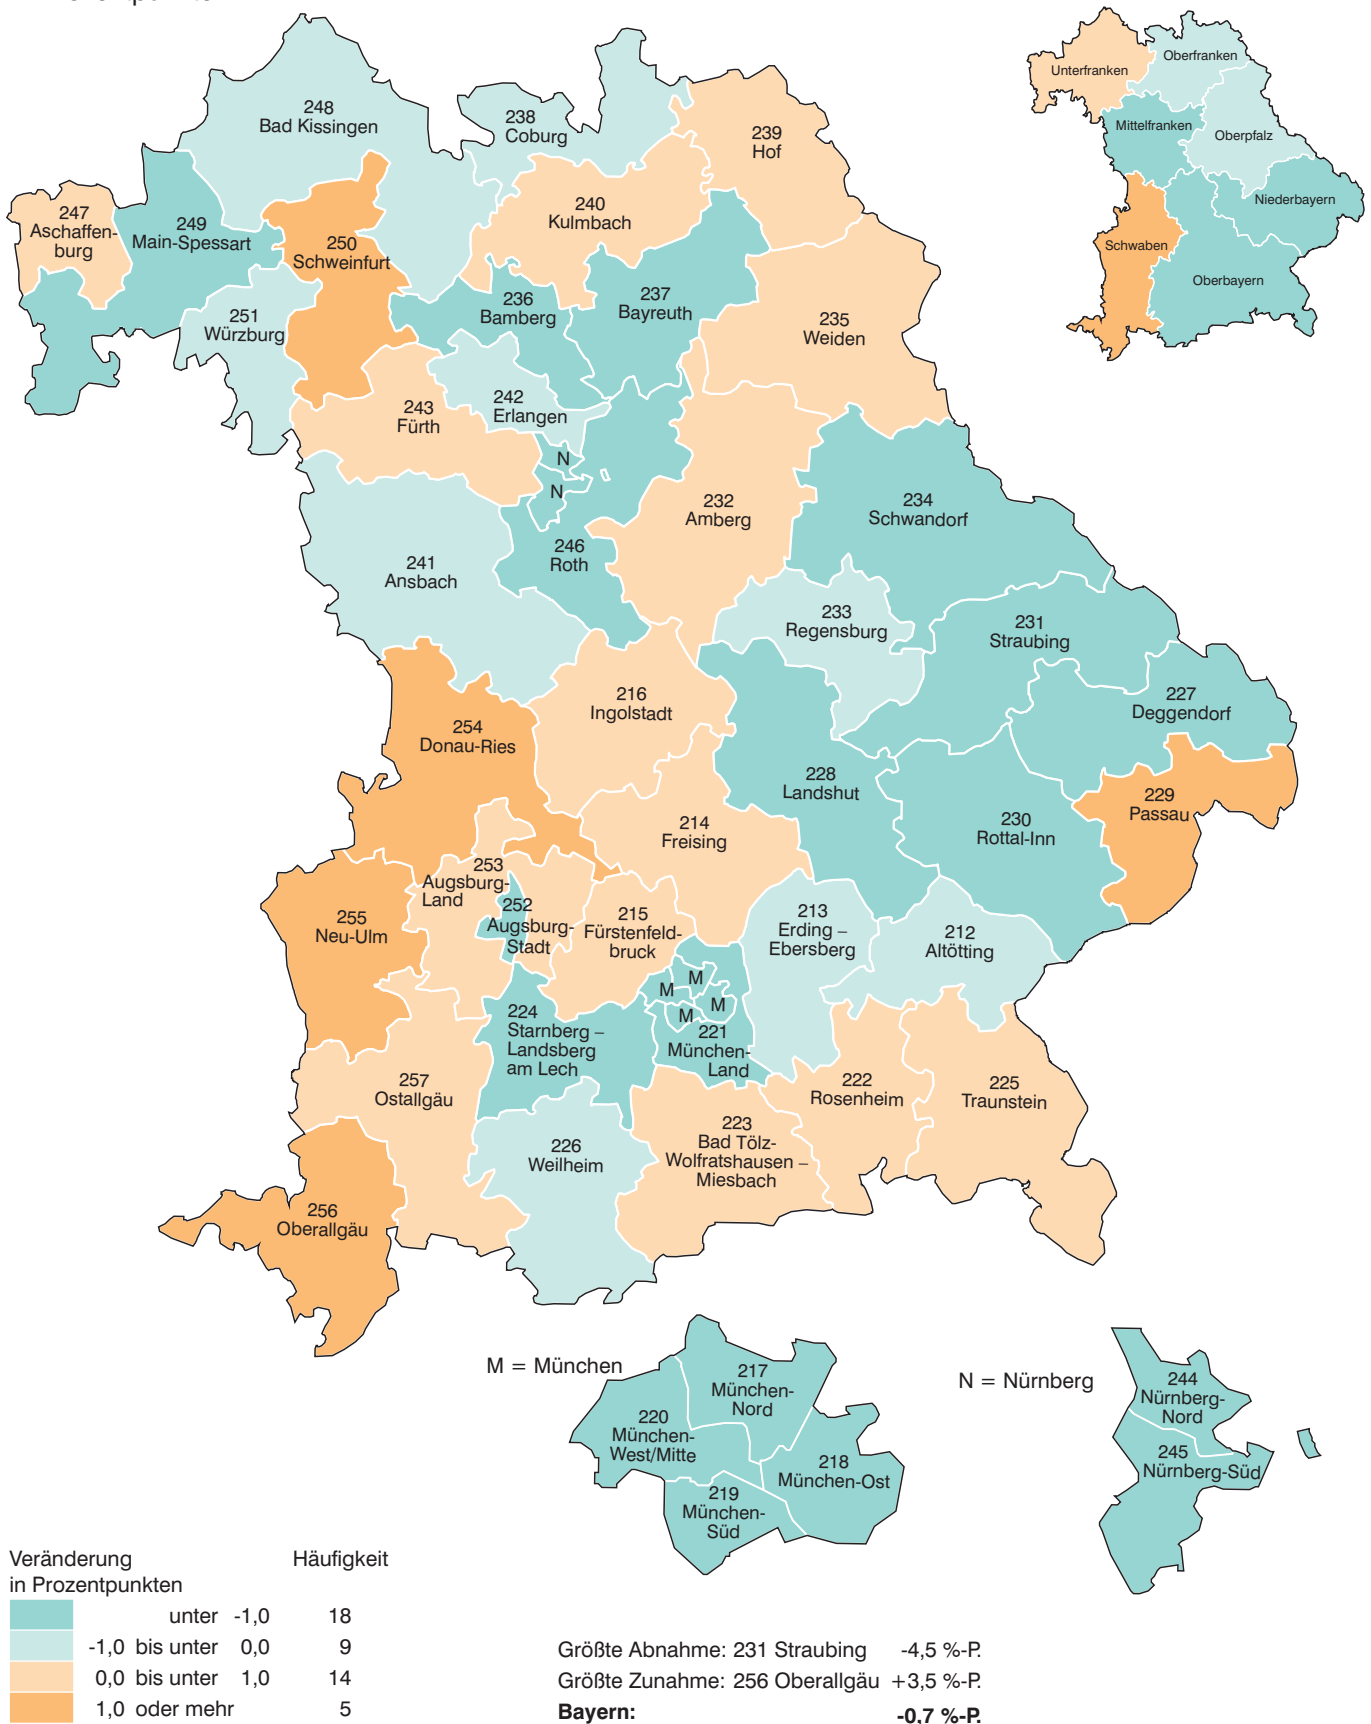 248
Bad Kissingen
238
Coburg
239
Hof
247
Aschaffen-
burg
249
Main-Spessart
250
Schweinfurt
240
Kulmbach
251
Würzburg
236
Bamberg
237
Bayreuth
235
Weiden
243
Fürth
242
Erlangen
N
N
232
Amberg
234
Schwandorf
241
Ansbach
246
Roth
233
Regensburg
231
Straubing
227
Deggendorf
216
Ingolstadt
254
Donau-Ries
228
Landshut
229
Passau
230
Rottal-Inn
214
Freising
253
Augsburg-
Land
252
Augsburg-
Stadt
215
Fürstenfeld-
bruck
255
Neu-Ulm
213
Erding –
Ebersberg
212
Altötting
M
M
M
M
221
München-
Land
224
Starnberg –
Landsberg
am Lech
257
Ostallgäu
222
Rosenheim
225
Traunstein
223
Bad Tölz-
Wolfratshausen –
Miesbach
226
Weilheim
256
Oberallgäu
Unterfranken
Oberfranken
Mittelfranken
Oberpfalz
Niederbayern
Schwaben
Oberbayern
M = München
217
München-
Nord
220
München-
West/Mitte
218
München-Ost
219
München-
Süd
N = Nürnberg
244
Nürnberg-
Nord
245
Nürnberg-Süd
Veränderung Häufigkeit
in Prozentpunkten
unter -1,0 18
-1,0 bis unter 0,0 9
0,0 bis unter 1,0 14
1,0 oder mehr 5
Größte Abnahme: 231 Straubing -4,5 %-P.
Größte Zunahme: 256 Oberallgäu +3,5 %-P.
Bayern: -0,7 %-P.